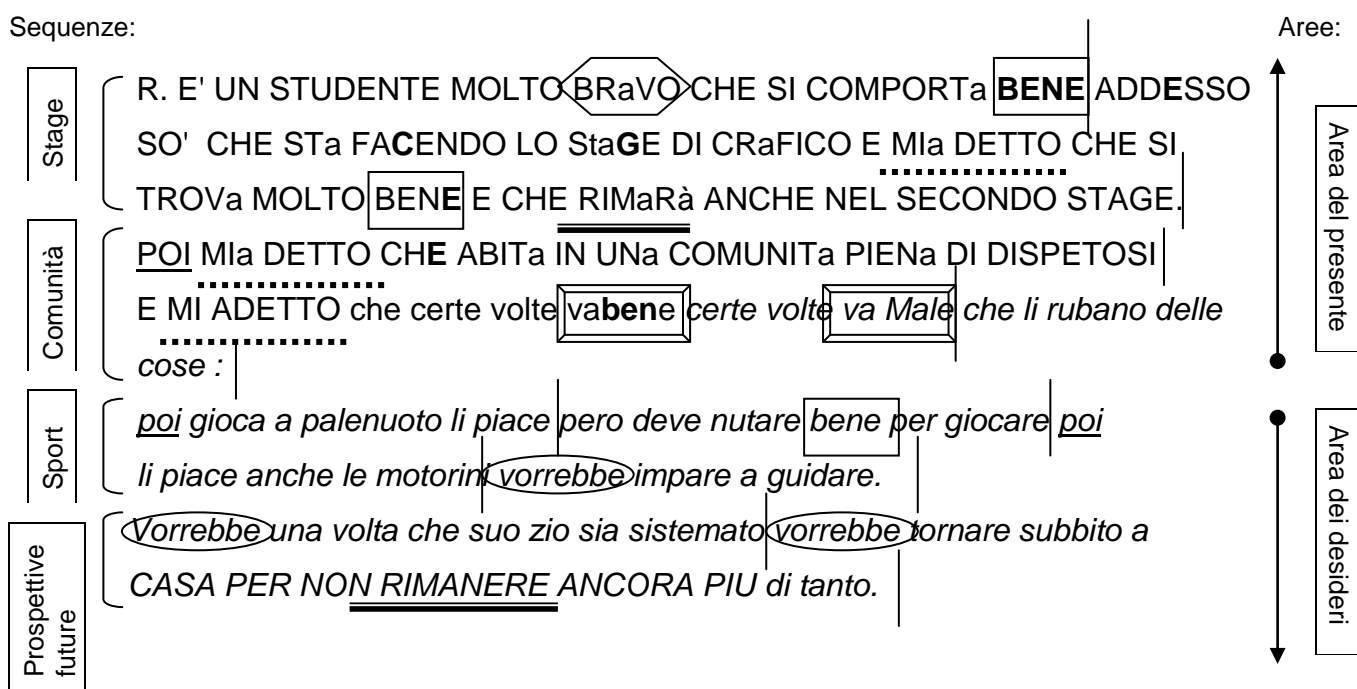 Sequenze:
Aree:
Stage
R. E' UN STUDENTE MOLTO BRaVO CHE SI COMPORTa BENE ADDESSO
SO' CHE STa FACENDO LO StaGE DI CRaFICO E MIa DETTO CHE SI
TROVa MOLTO BENE E CHE RIMaRà ANCHE NEL SECONDO STAGE.
Comunità
POI MIa DETTO CHE ABITa IN UNa COMUNITa PIENa DI DISPETOSI
E MI ADETTO che certe volte vabene certe volte va Male che li rubano delle
cose :
Area del presente
Sport
poi gioca a palenuoto li piace pero deve nutare bene per giocare poi
li piace anche le motorini vorrebbe impare a guidare.
Prospettive
future
Vorrebbe una volta che suo zio sia sistemato vorrebbe tornare subbito a
CASA PER NON RIMANERE ANCORA PIU di tanto.
Area dei desideri